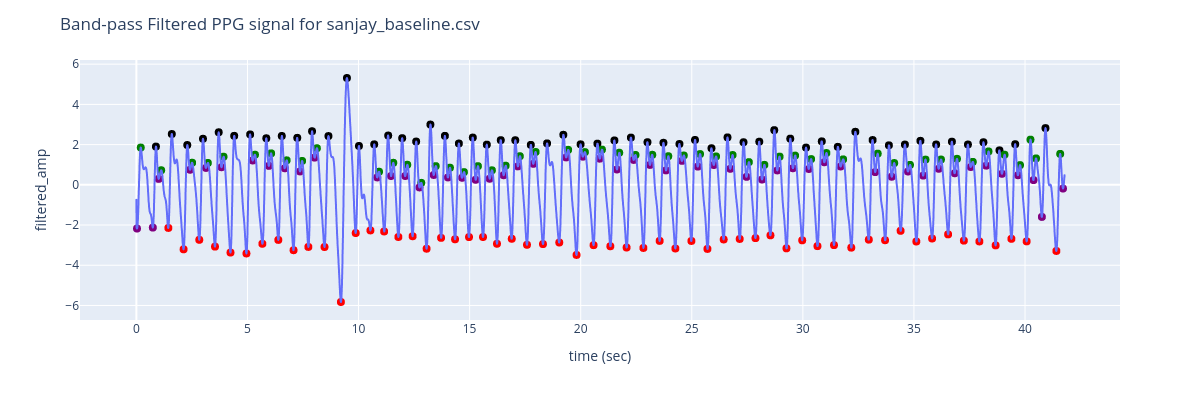 Band-pass Filtered PPG signal for sanjay_baseline.csv
6
4
2
0
−2
−4
−6
filtered_amp
0 5 10 15 20 25 30 35 40
time (sec)